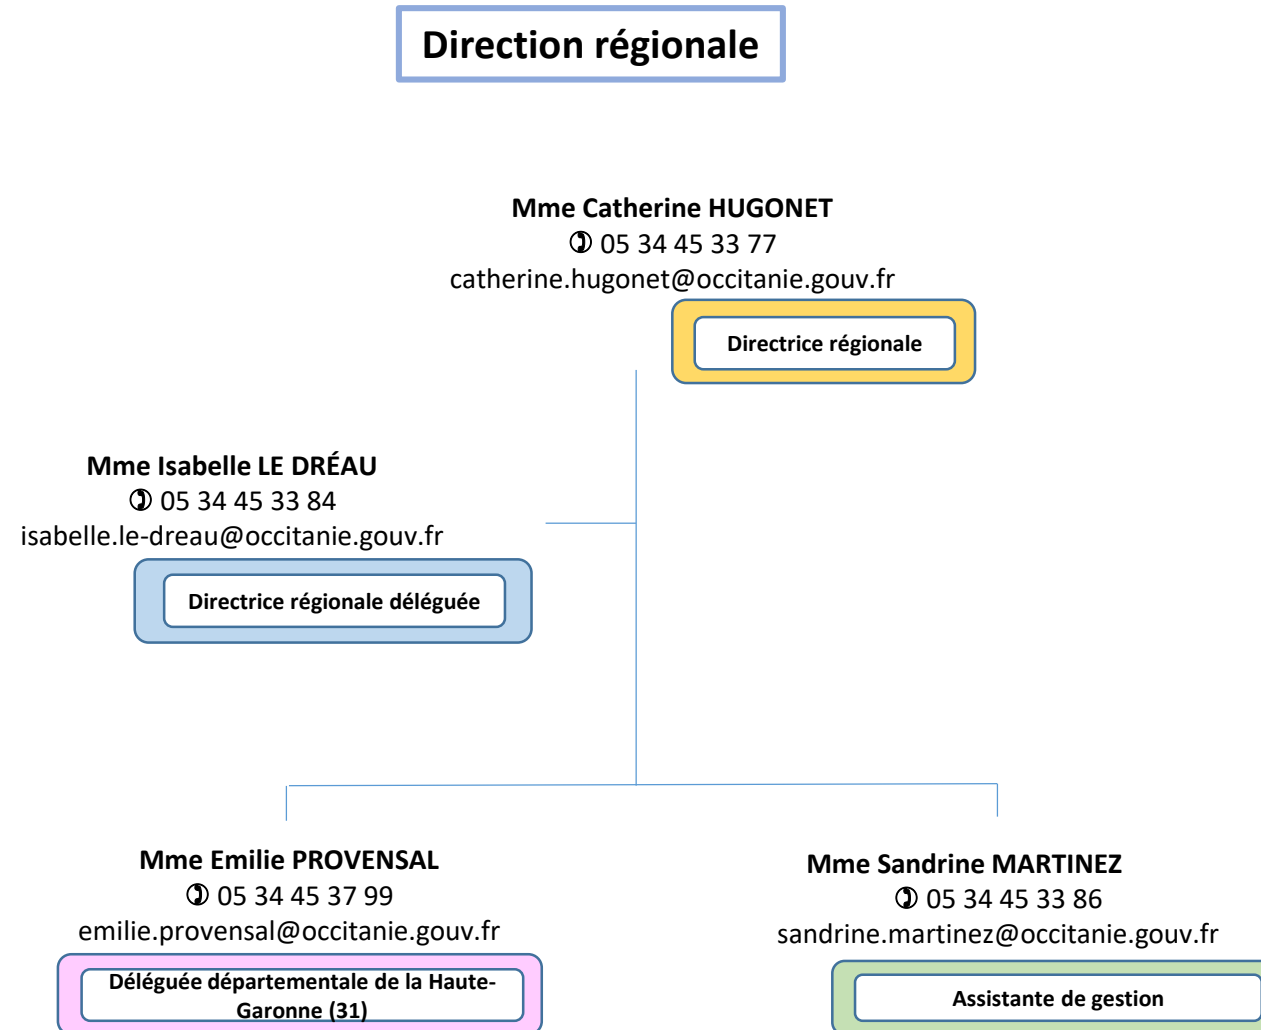 Direction régionale
Mme Catherine HUGONET
✆ 05 34 45 33 77
catherine.hugonet@occitanie.gouv.fr
Directrice régionale
Mme Isabelle LE DRÉAU
✆ 05 34 45 33 84
isabelle.le-dreau@occitanie.gouv.fr
Directrice régionale déléguée
Mme Emilie PROVENSAL
✆ 05 34 45 37 99
emilie.provensal@occitanie.gouv.fr
Déléguée départementale de la Haute-
Garonne (31)
Mme Sandrine MARTINEZ
✆ 05 34 45 33 86
sandrine.martinez@occitanie.gouv.fr
Assistante de gestion